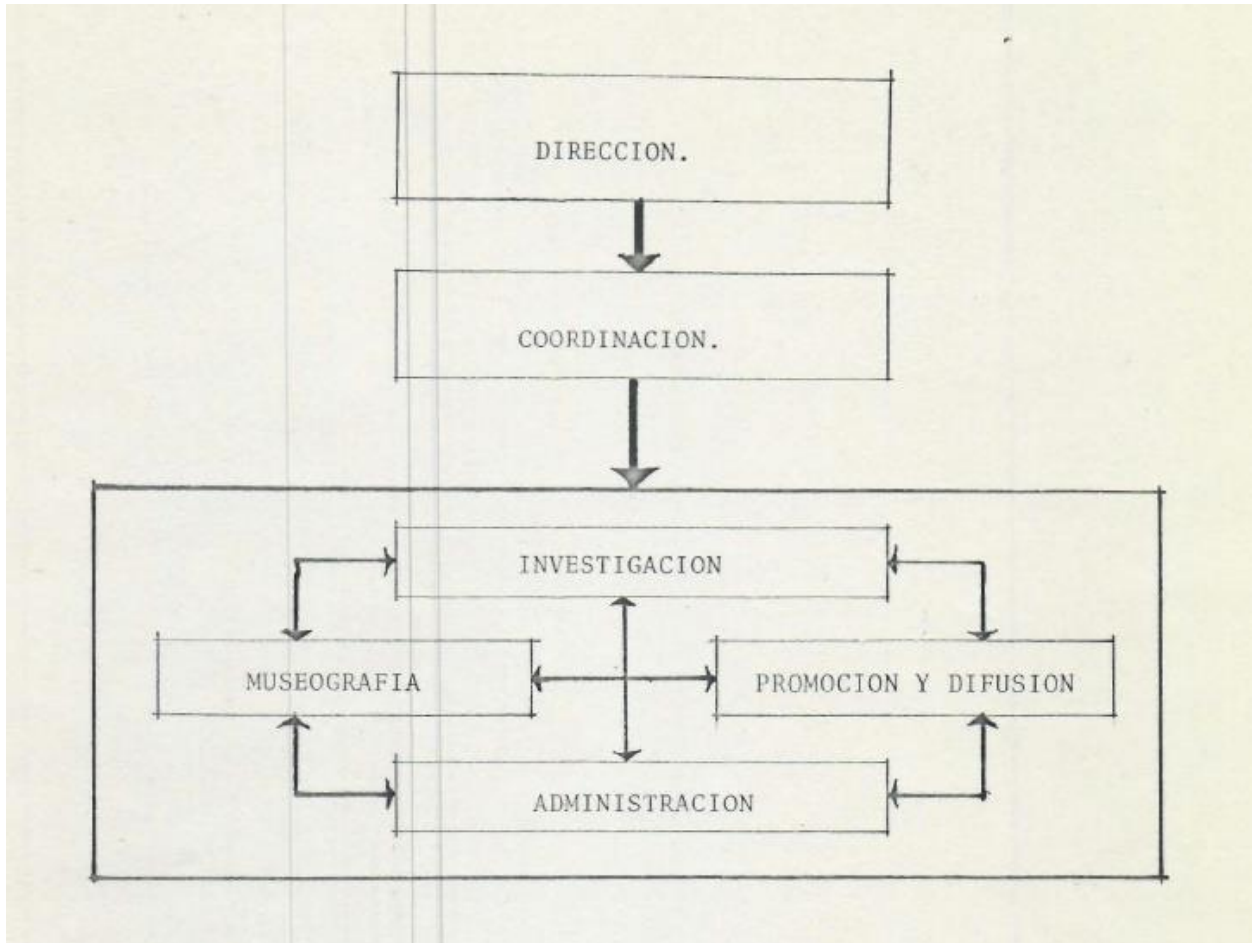 DIRECCION.
COORDINACION.
INVESTIGACION
MUSEOGRAFIA
PROMOCION Y DIFUSION
ADMINISTRACION